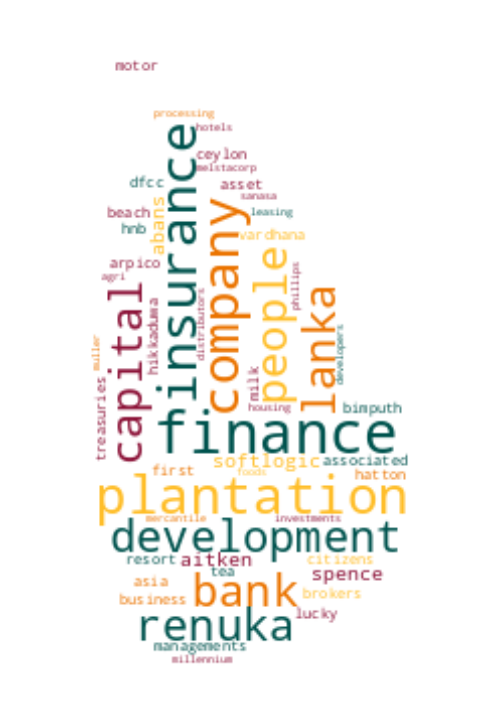 motor
processing
hotels
insurance
ceylon
melstacorp
dfcc
asset
sanasa
abans
company
beach
leasing
hnb
vardhana
people
arpico
phillips
agri
capital
lanka
distributors
hikkaduwa
developers
muller
milk
treasuries
housing
bimputh
finance
softlogic
associated
first
foods
hatton
plantation
mercantile
investments
development
resort
aitken
citizens
tea
spence
asia
bank
business
brokers
lucky
renuka
managements
millennium